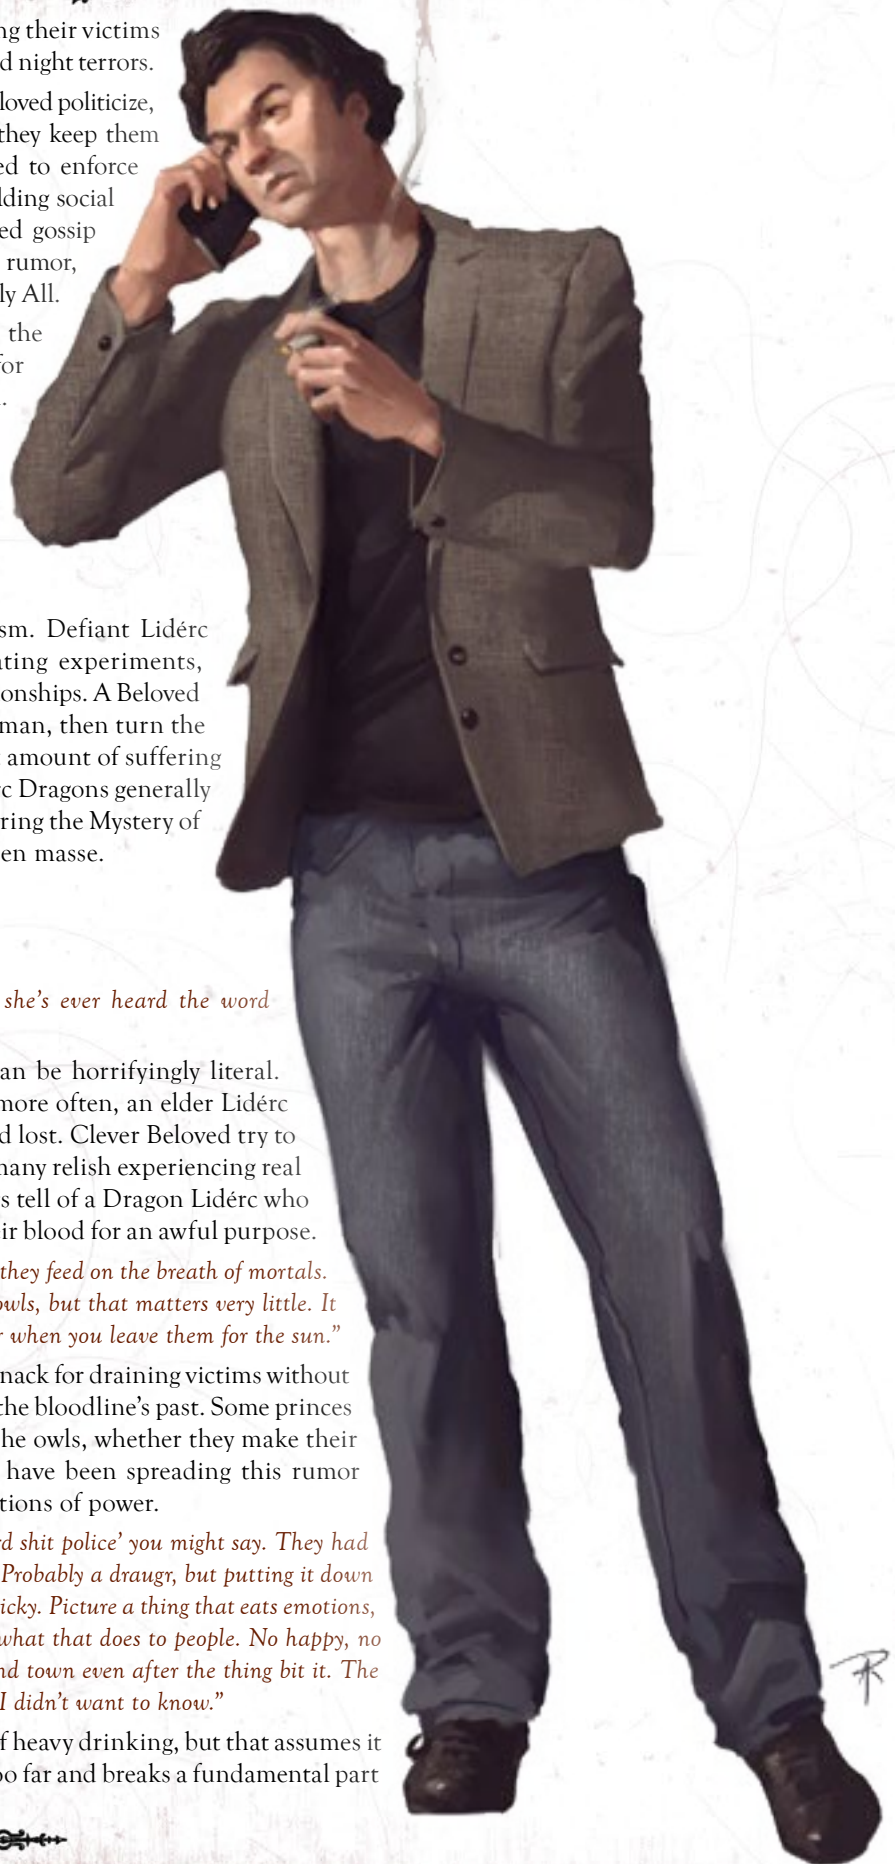 ng their victims
d night terrors.
loved politicize,
they keep them
ed to enforce
lding social
ed gossip
rumor,
ly All.
the
for
.
sm. Defiant Lidérc
ating experiments,
onships. A Beloved
man, then turn the
t amount of suffering
rc Dragons generally
ring the Mystery of
en masse.
she's ever heard the word
an be horrifyingly literal.
more often, an elder Lidérc
d lost. Clever Beloved try to
many relish experiencing real
s tell of a Dragon Lidérc who
eir blood for an awful purpose.
they feed on the breath of mortals.
owls, but that matters very little. It
r when you leave them for the sun.”
nack for draining victims without
the bloodline's past. Some princes
he owls, whether they make their
have been spreading this rumor
tions of power.
rd shit police’ you might say. They had
Probably a draugr, but putting it down
icky. Picture a thing that eats emotions,
what that does to people. No happy, no
nd town even after the thing bit it. The
I didn't want to know.”
f heavy drinking, but that assumes it
oo far and breaks a fundamental part